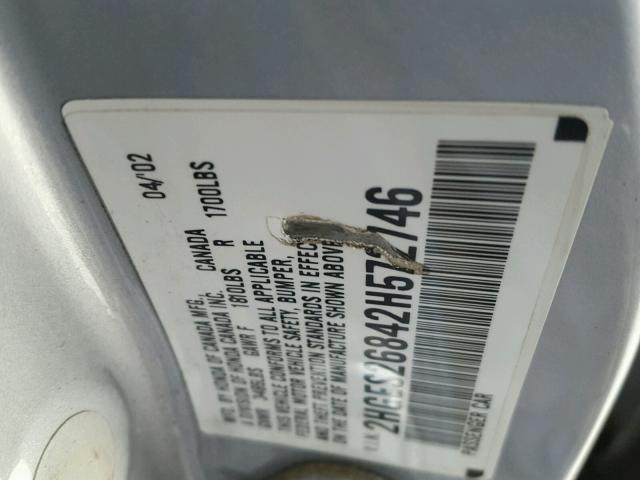 MFD. BY HONDA OF CANADA MFG., CANADA 04/'02
A DIVISION OF HONDA CANADA INC.
GVWR 3485LBS GAWR F 1810LBS R 1700LBS
THIS VEHICLE CONFORMS TO ALL APPLICABLE
FEDERAL MOTOR VEHICLE SAFETY, BUMPER,
AND THEFT PREVENTION STANDARDS IN EFFECT
ON THE DATE OF MANUFACTURE SHOWN ABOVE.
V.I.N. 2HGES26842H572746
PASSENGER CAR